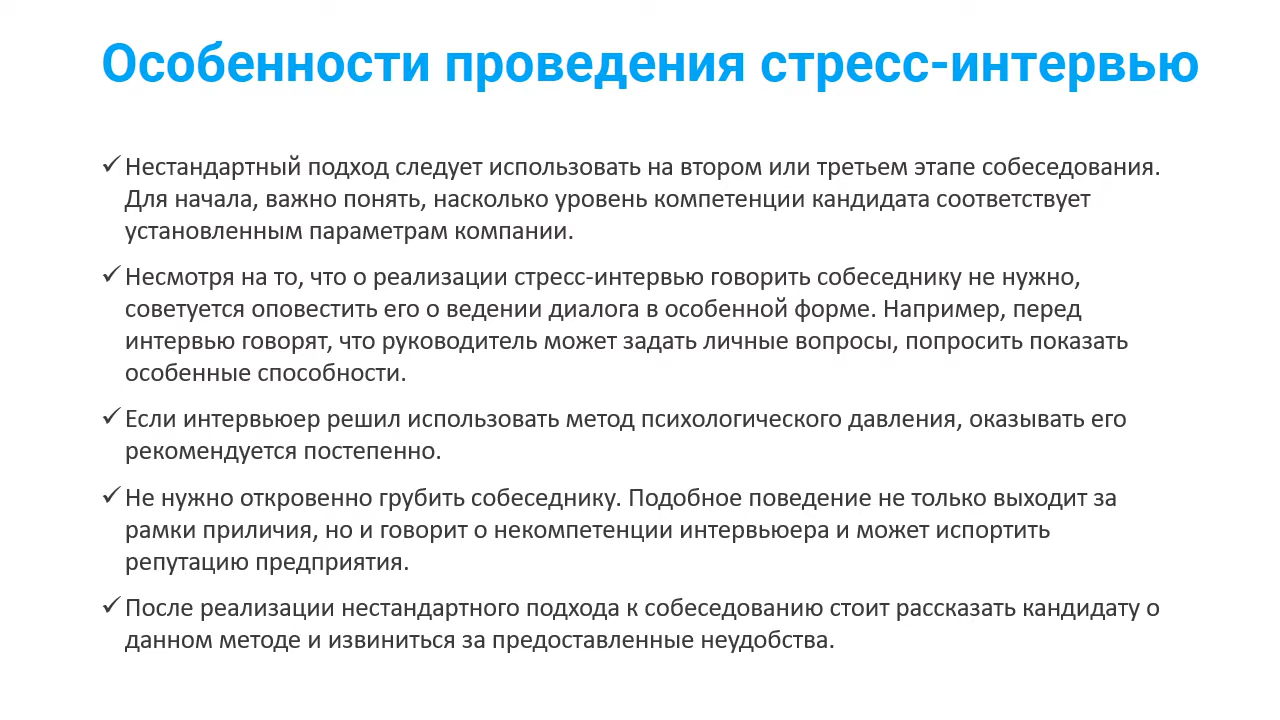 Особенности проведения стресс-интервью
✓ Нестандартный подход следует использовать на втором или третьем этапе собеседования.
Для начала, важно понять, насколько уровень компетенции кандидата соответствует
установленным параметрам компании.
✓ Несмотря на то, что о реализации стресс-интервью говорить собеседнику не нужно,
советуется оповестить его о ведении диалога в особенной форме. Например, перед
интервью говорят, что руководитель может задать личные вопросы, попросить показать
особенные способности.
✓ Если интервьюер решил использовать метод психологического давления, оказывать его
рекомендуется постепенно.
✓ Не нужно откровенно грубить собеседнику. Подобное поведение не только выходит за
рамки приличия, но и говорит о некомпетенции интервьюера и может испортить
репутацию предприятия.
✓ После реализации нестандартного подхода к собеседованию стоит рассказать кандидату о
данном методе и извиниться за предоставленные неудобства.